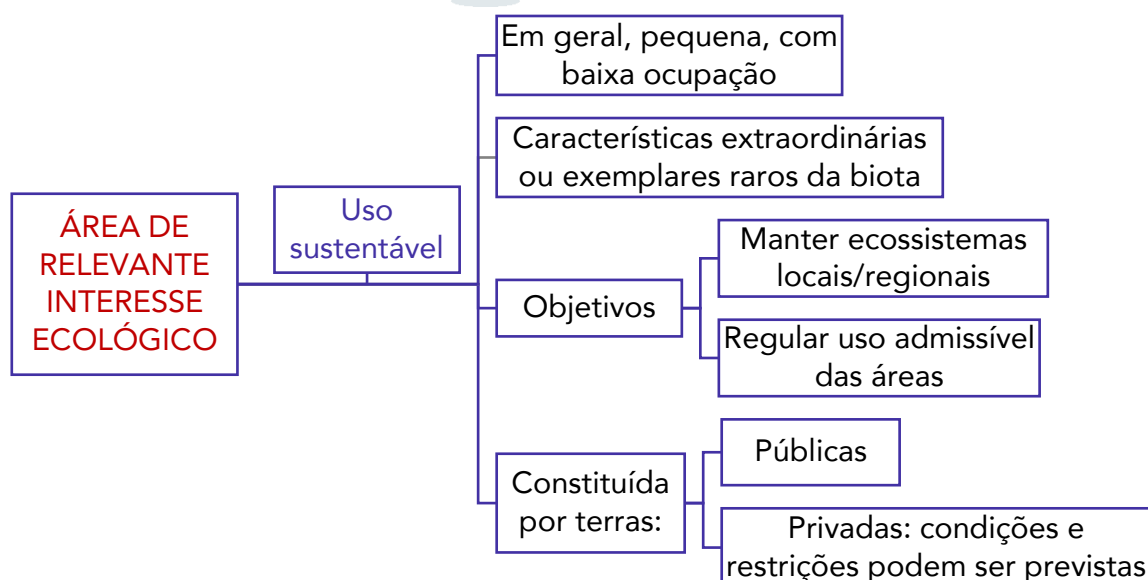 ÁREA DE
RELEVANTE
INTERESSE
ECOLÓGICO
Uso
sustentável
Em geral, pequena, com
baixa ocupação
Características extraordinárias
ou exemplares raros da biota
Objetivos
Manter ecossistemas
locais/regionais
Regular uso admissível
das áreas
Constituída
por terras:
Públicas
Privadas: condições e
restrições podem ser previstas